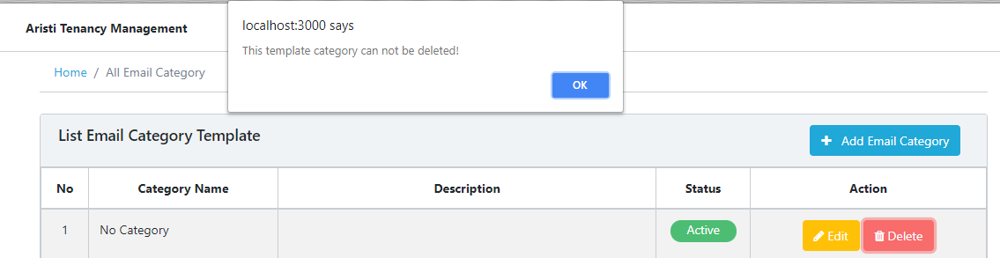 localhost:3000 says
This template category can not be deleted!
OK
Aristi Tenancy Management
Home / All Email Category
List Email Category Template
Add Email Category
No Category Name Description Status Action
1 No Category Active Edit Delete